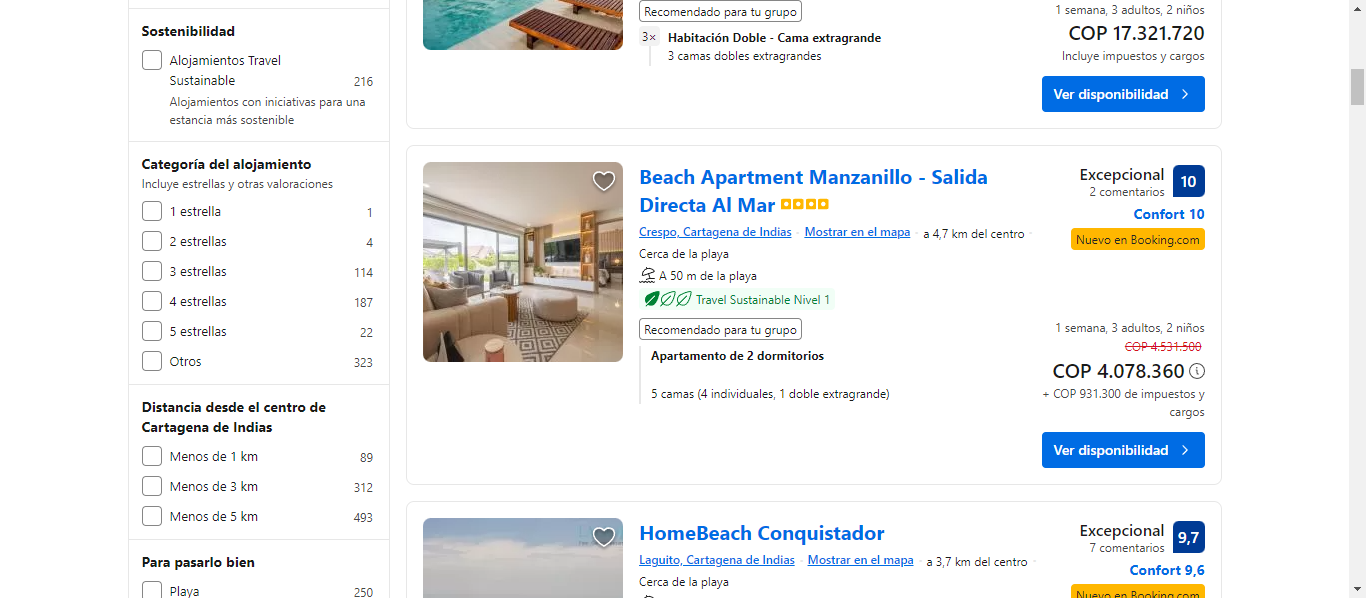 Sostenibilidad
Alojamientos Travel
Sustainable 216
Alojamientos con iniciativas para una
estancia más sostenible
Categoría del alojamiento
Incluye estrellas y otras valoraciones
1 estrella 1
2 estrellas 4
3 estrellas 114
4 estrellas 187
5 estrellas 22
Otros 323
Distancia desde el centro de
Cartagena de Indias
Menos de 1 km 89
Menos de 3 km 312
Menos de 5 km 493
Para pasarlo bien
Playa 250
Recomendado para tu grupo
3× Habitación Doble - Cama extragrande
3 camas dobles extragrandes
1 semana, 3 adultos, 2 niños
COP 17.321.720
Incluye impuestos y cargos
Ver disponibilidad
Beach Apartment Manzanillo - Salida
Directa Al Mar
Crespo, Cartagena de Indias · Mostrar en el mapa · a 4,7 km del centro ·
Cerca de la playa
A 50 m de la playa
Travel Sustainable Nivel 1
Recomendado para tu grupo
Apartamento de 2 dormitorios
5 camas (4 individuales, 1 doble extragrande)
Excepcional 10
2 comentarios
Confort 10
Nuevo en Booking.com
1 semana, 3 adultos, 2 niños
COP 4.531.500
COP 4.078.360
+ COP 931.300 de impuestos y
cargos
Ver disponibilidad
HomeBeach Conquistador
Laguito, Cartagena de Indias · Mostrar en el mapa · a 3,7 km del centro ·
Cerca de la playa
Excepcional 9,7
7 comentarios
Confort 9,6
Nuevo en Booking.com